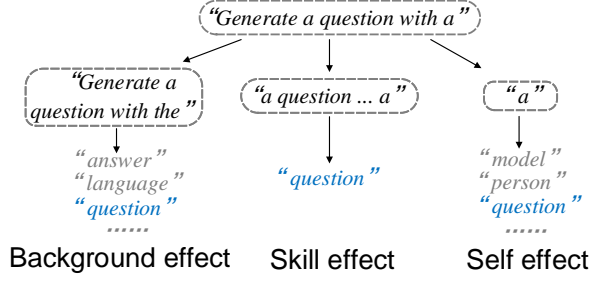 “Generate a question with a”
“Generate a
question with the”
“answer”
“language”
“question”
......
Background effect
“a question ... a”
“question”
Skill effect
“a”
“model”
“person”
“question”
......
Self effect